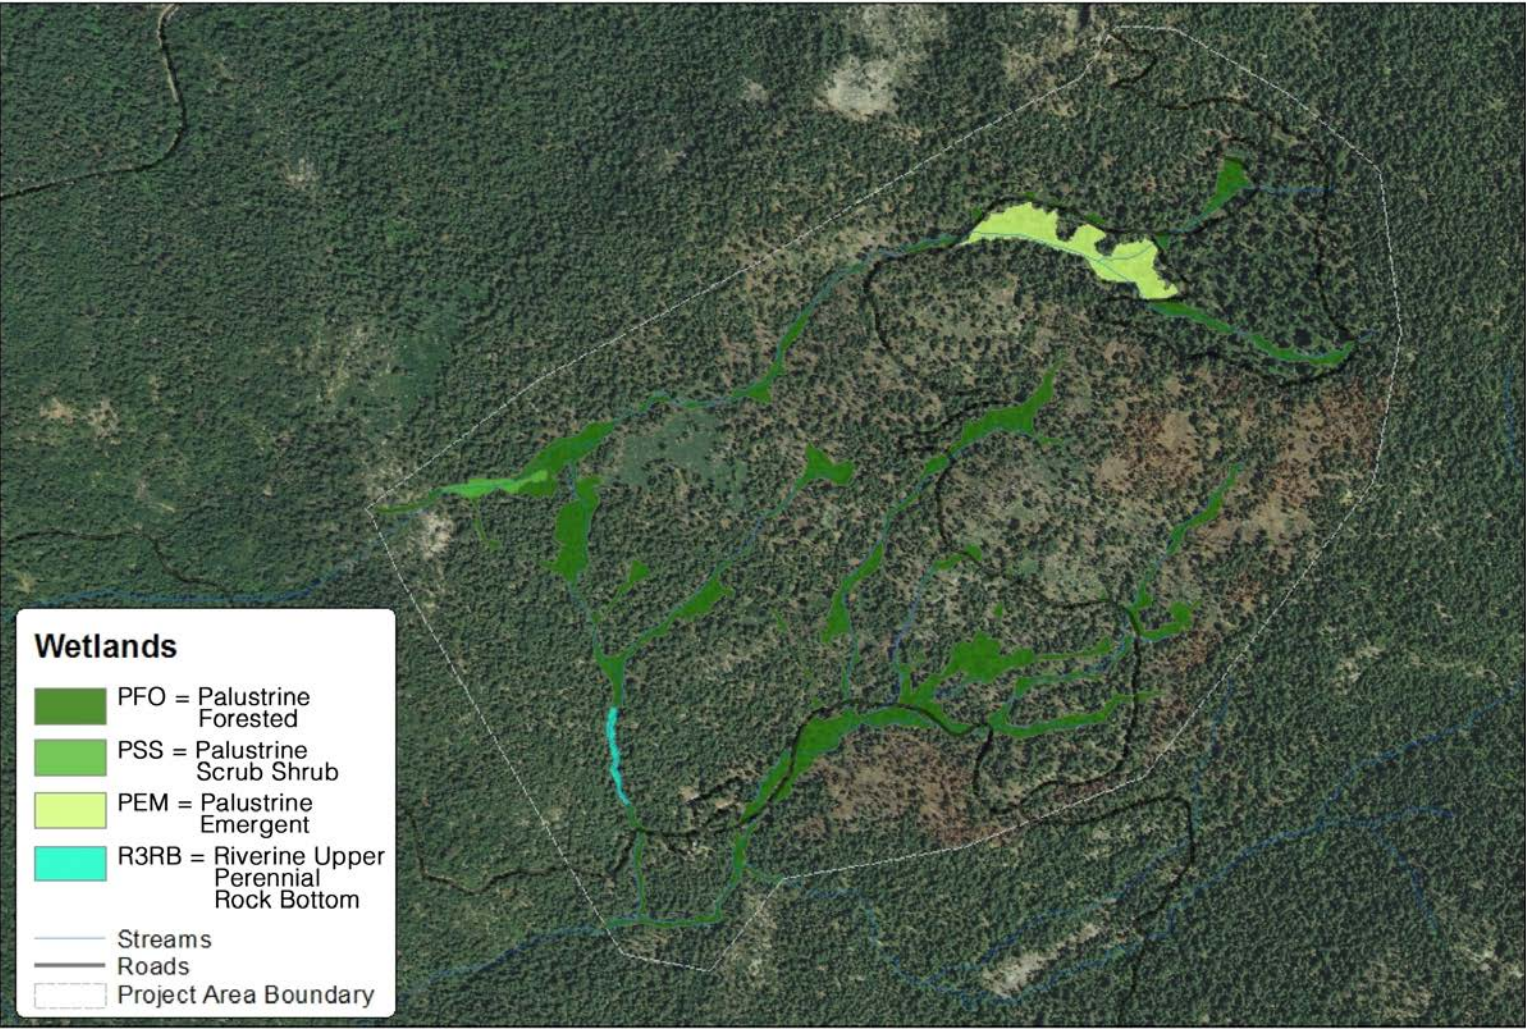 Wetlands
PFO = Palustrine
Forested
PSS = Palustrine
Scrub Shrub
PEM = Palustrine
Emergent
R3RB = Riverine Upper
Perennial
Rock Bottom
Streams
Roads
Project Area Boundary